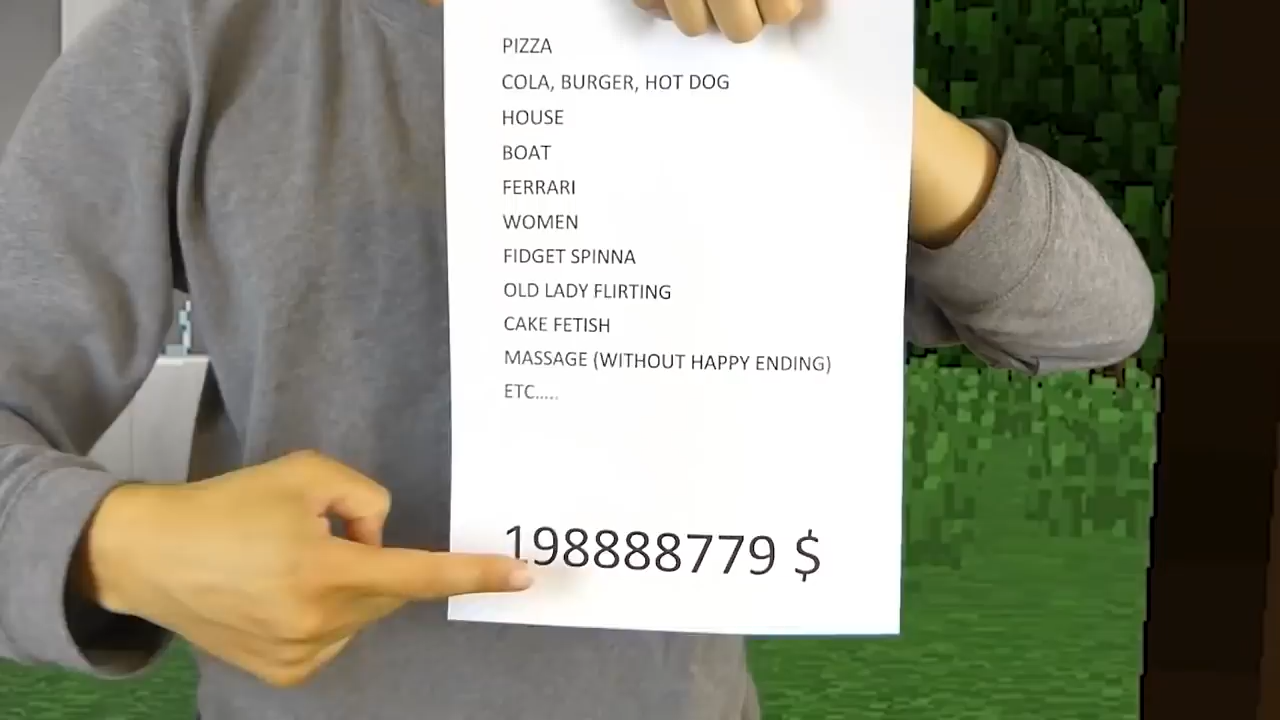 PIZZA
COLA, BURGER, HOT DOG
HOUSE
BOAT
FERRARI
WOMEN
FIDGET SPINNA
OLD LADY FLIRTING
CAKE FETISH
MASSAGE (WITHOUT HAPPY ENDING)
ETC.....
198888779 $